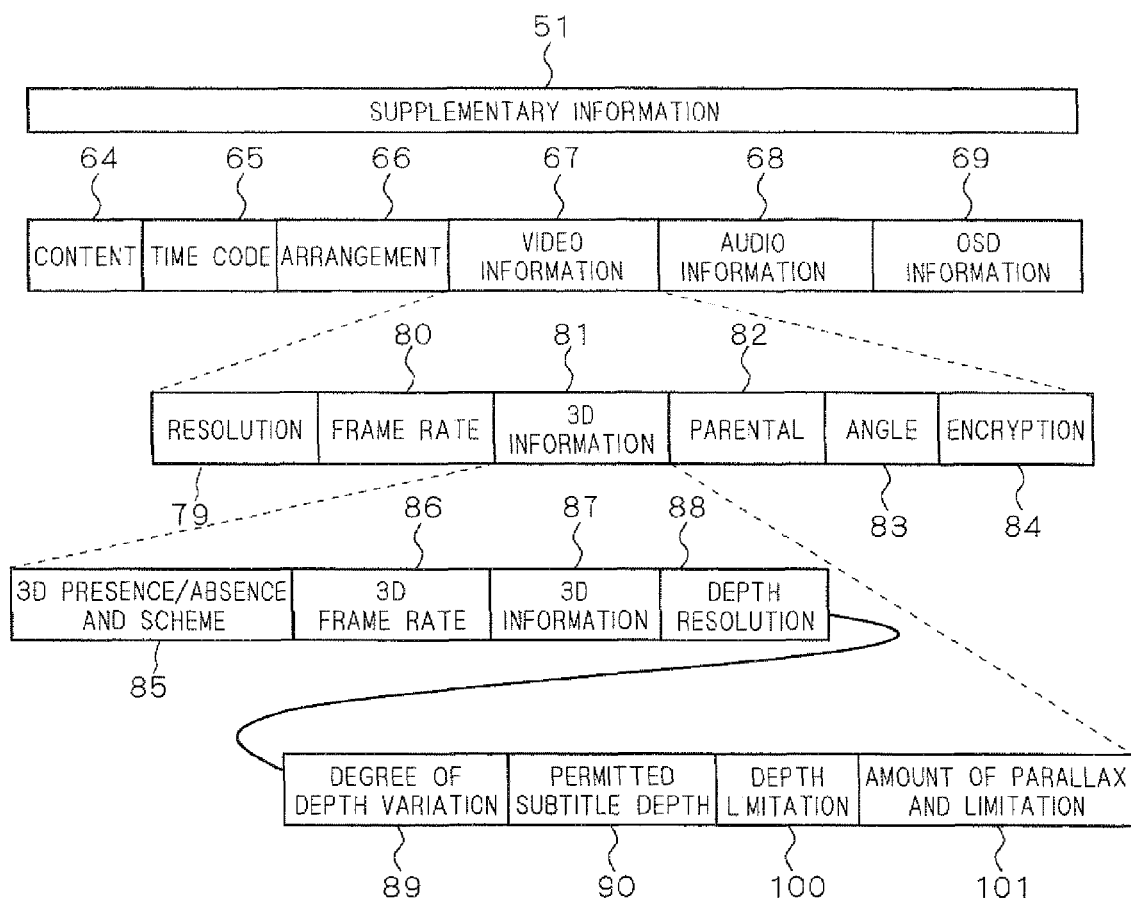 51
SUPPLEMENTARY INFORMATION
64 65 66 67 68 69
CONTENT TIME CODE ARRANGEMENT VIDEO INFORMATION AUDIO INFORMATION OSD INFORMATION
80 81 82
RESOLUTION FRAME RATE 3D INFORMATION PARENTAL ANGLE ENCRYPTION
79 83 84
86 87 88
3D PRESENCE/ABSENCE AND SCHEME 3D FRAME RATE 3D INFORMATION DEPTH RESOLUTION
85
DEGREE OF DEPTH VARIATION PERMITTED SUBTITLE DEPTH DEPTH LMITATION AMOUNT OF PARALLAX AND LIMITATION
89 90 100 101